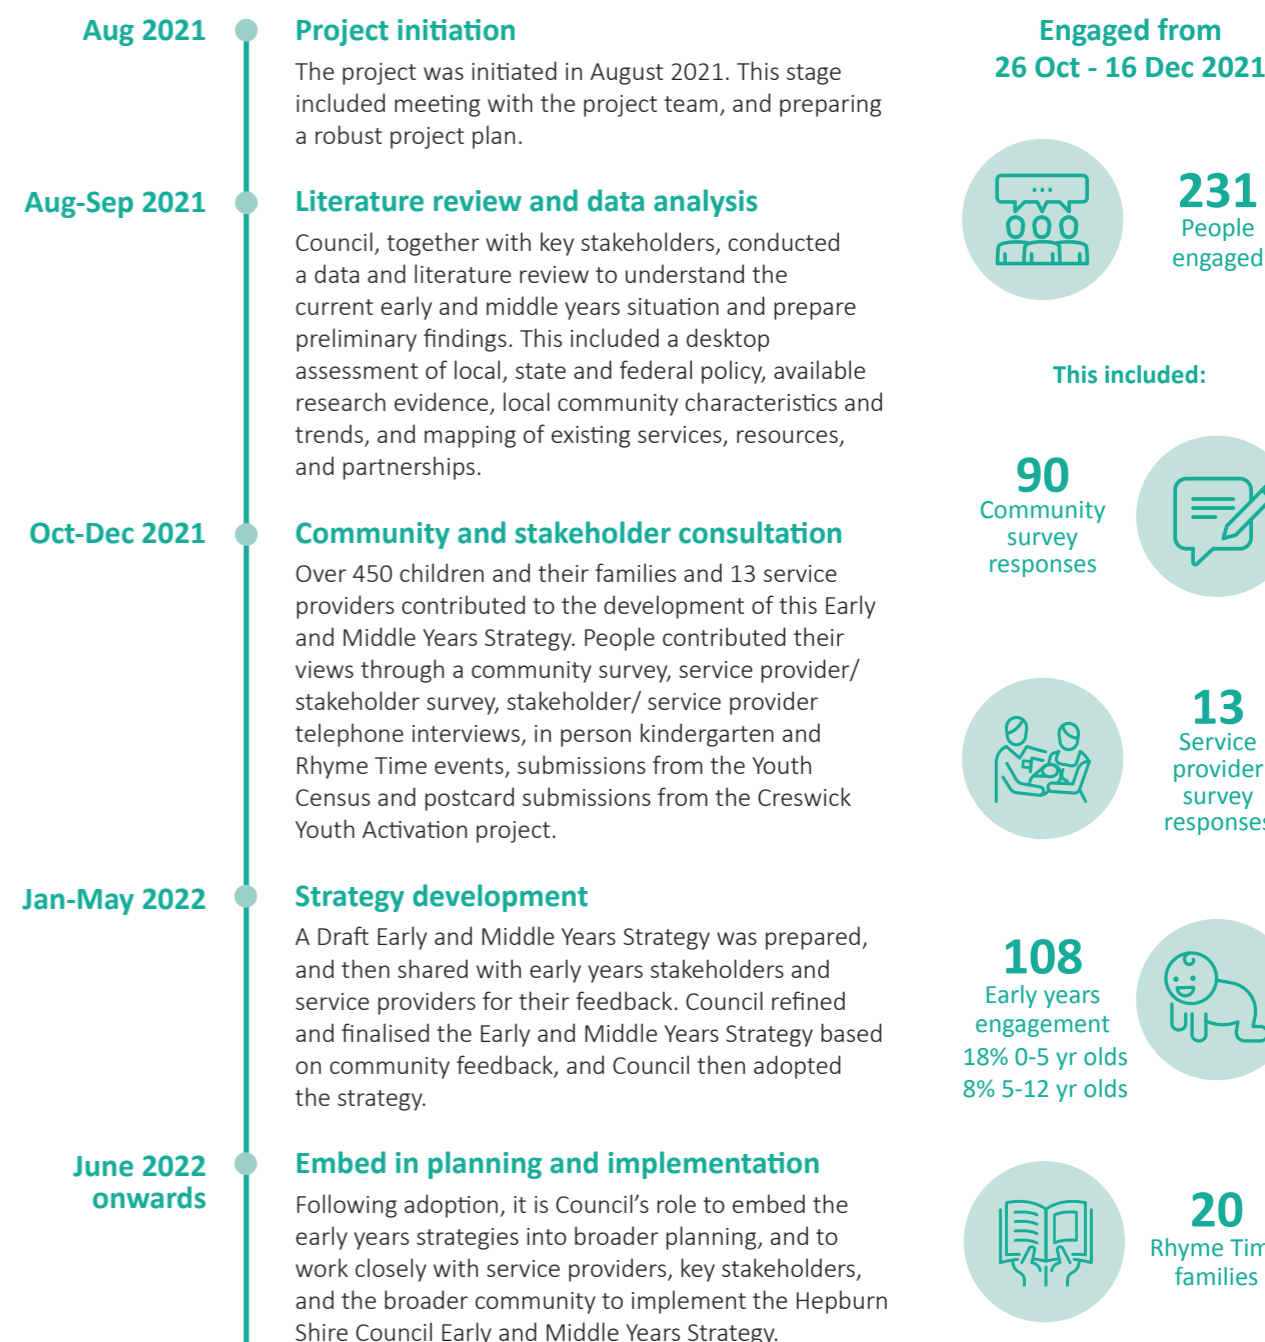 Aug 2021
Project initiation
The project was initiated in August 2021. This stage
included meeting with the project team, and preparing
a robust project plan.
Aug-Sep 2021
Literature review and data analysis
Council, together with key stakeholders, conducted
a data and literature review to understand the
current early and middle years situation and prepare
preliminary findings. This included a desktop
assessment of local, state and federal policy, available
research evidence, local community characteristics and
trends, and mapping of existing services, resources,
and partnerships.
Oct-Dec 2021
Community and stakeholder consultation
Over 450 children and their families and 13 service
providers contributed to the development of this Early
and Middle Years Strategy. People contributed their
views through a community survey, service provider/
stakeholder survey, stakeholder/ service provider
telephone interviews, in person kindergarten and
Rhyme Time events, submissions from the Youth
Census and postcard submissions from the Creswick
Youth Activation project.
Jan-May 2022
Strategy development
A Draft Early and Middle Years Strategy was prepared,
and then shared with early years stakeholders and
service providers for their feedback. Council refined
and finalised the Early and Middle Years Strategy based
on community feedback, and Council then adopted
the strategy.
June 2022
onwards
Embed in planning and implementation
Following adoption, it is Council's role to embed the
early years strategies into broader planning, and to
work closely with service providers, key stakeholders,
and the broader community to implement the Hepburn
Shire Council Early and Middle Years Strategy.
Engaged from
26 Oct - 16 Dec 2021
231
People
engaged
This included:
90
Community
survey
responses
13
Service
provider
survey
responses
108
Early years
engagement
18% 0-5 yr olds
8% 5-12 yr olds
20
Rhyme Time
families